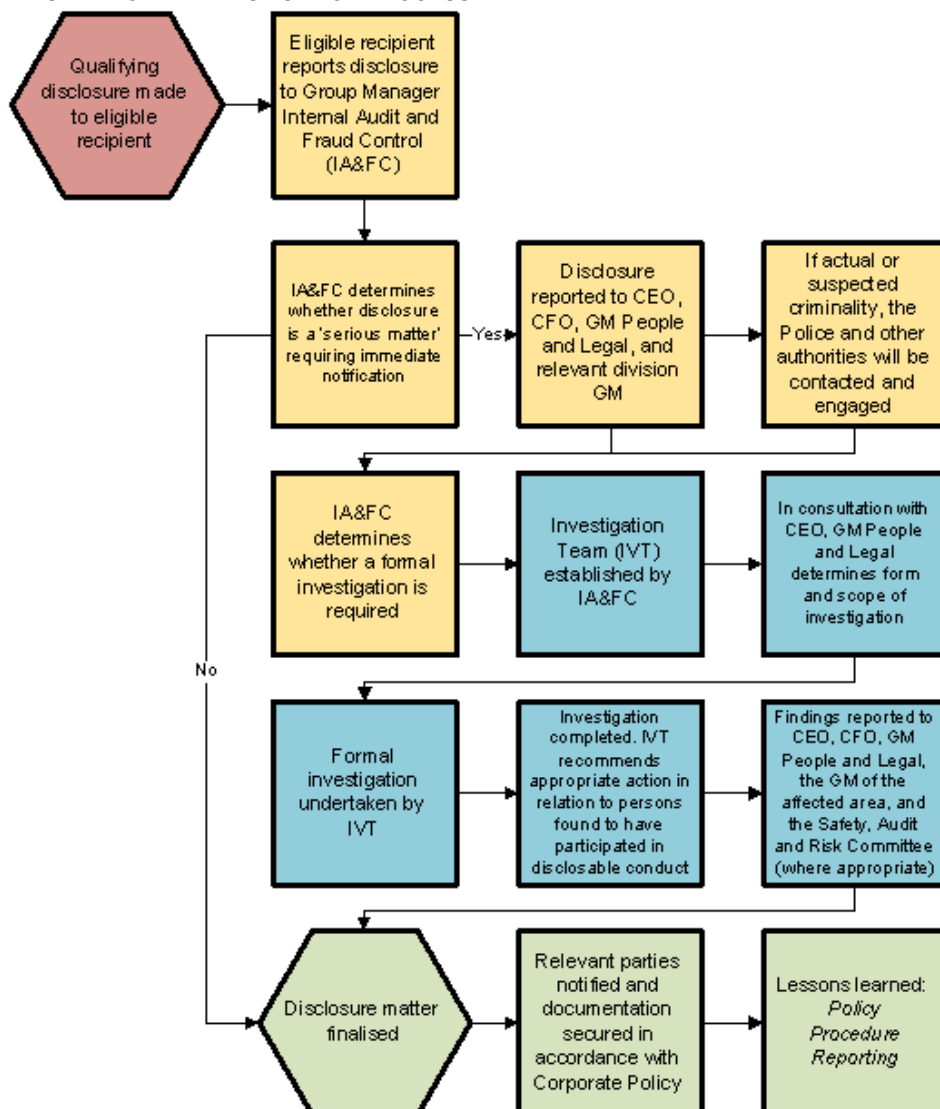 Qualifying
disclosure made
to eligible
recipient
Eligible recipient
reports disclosure
to Group Manager
Internal Audit and
Fraud Control
(IA&FC)
IA&FC determines
whether disclosure
is a 'serious matter'
requiring immediate
notification
Yes
Disclosure
reported to CEO,
CFO, GM People
and Legal, and
relevant division
GM
If actual or
suspected
criminality, the
Police and other
authorities will be
contacted and
engaged
IA&FC
determines
whether a formal
investigation is
required
Investigation
Team (IVT)
established by
IA&FC
In consultation with
CEO, GM People
and Legal
determines form
and scope of
investigation
No
Formal
investigation
undertaken by
IVT
Investigation
completed. IVT
recommends
appropriate action in
relation to persons
found to have
participated in
disclosable conduct
Findings reported to
CEO, CFO, GM
People and Legal,
the GM of the
affected area, and
the Safety, Audit
and Risk Committee
(where appropriate)
Disclosure matter
finalised
Relevant parties
notified and
documentation
secured in
accordance with
Corporate Policy
Lessons learned:
Policy
Procedure
Reporting